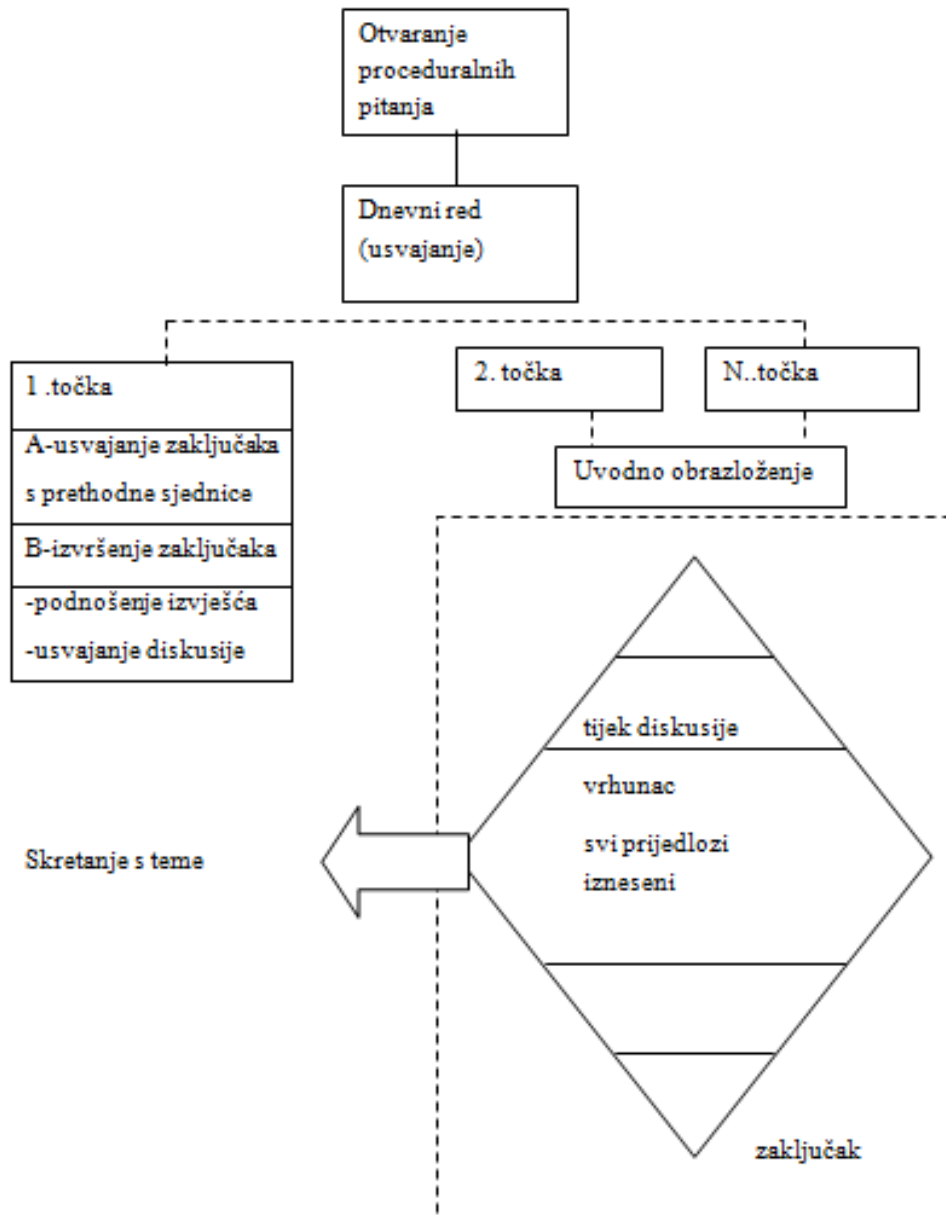 Otvaranje
proceduralnih
pitanja
Dnevni red
(usvajanje)
1 .točka
A-usvajanje zaključaka
s prethodne sjednice
B-izvršenje zaključaka
-podnošenje izvješća
-usvajanje diskusije
2. točka
N..točka
Uvodno obrazloženje
tijek diskusije
vrhunac
svi prijedlozi
izneseni
Skretanje s teme
zaključak